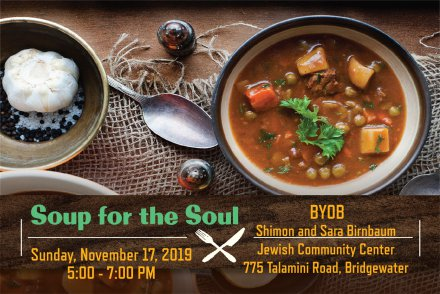 Soup for the Soul
Sunday, November 17, 2019
5:00 - 7:00 PM
BYOB
Shimon and Sara Birnbaum
Jewish Community Center
775 Talamini Road, Bridgewater